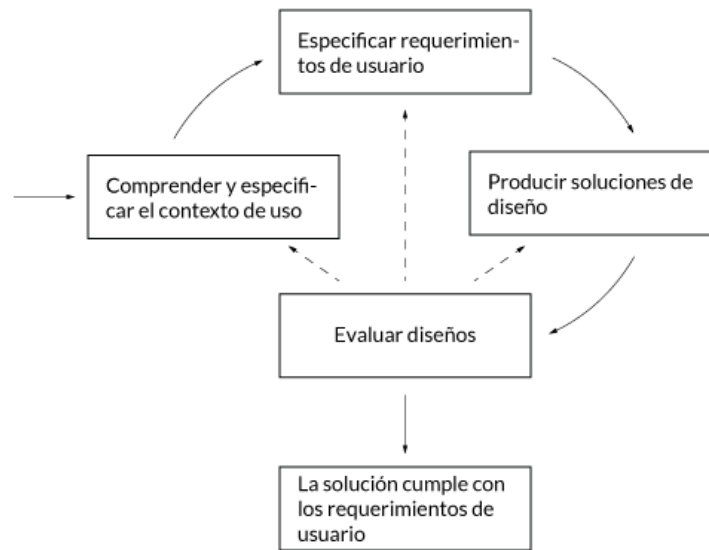 Especificar requerimien-
tos de usuario
Comprender y especifi-
car el contexto de uso
Producir soluciones de
diseño
Evaluar diseños
La solución cumple con
los requerimientos de
usuario